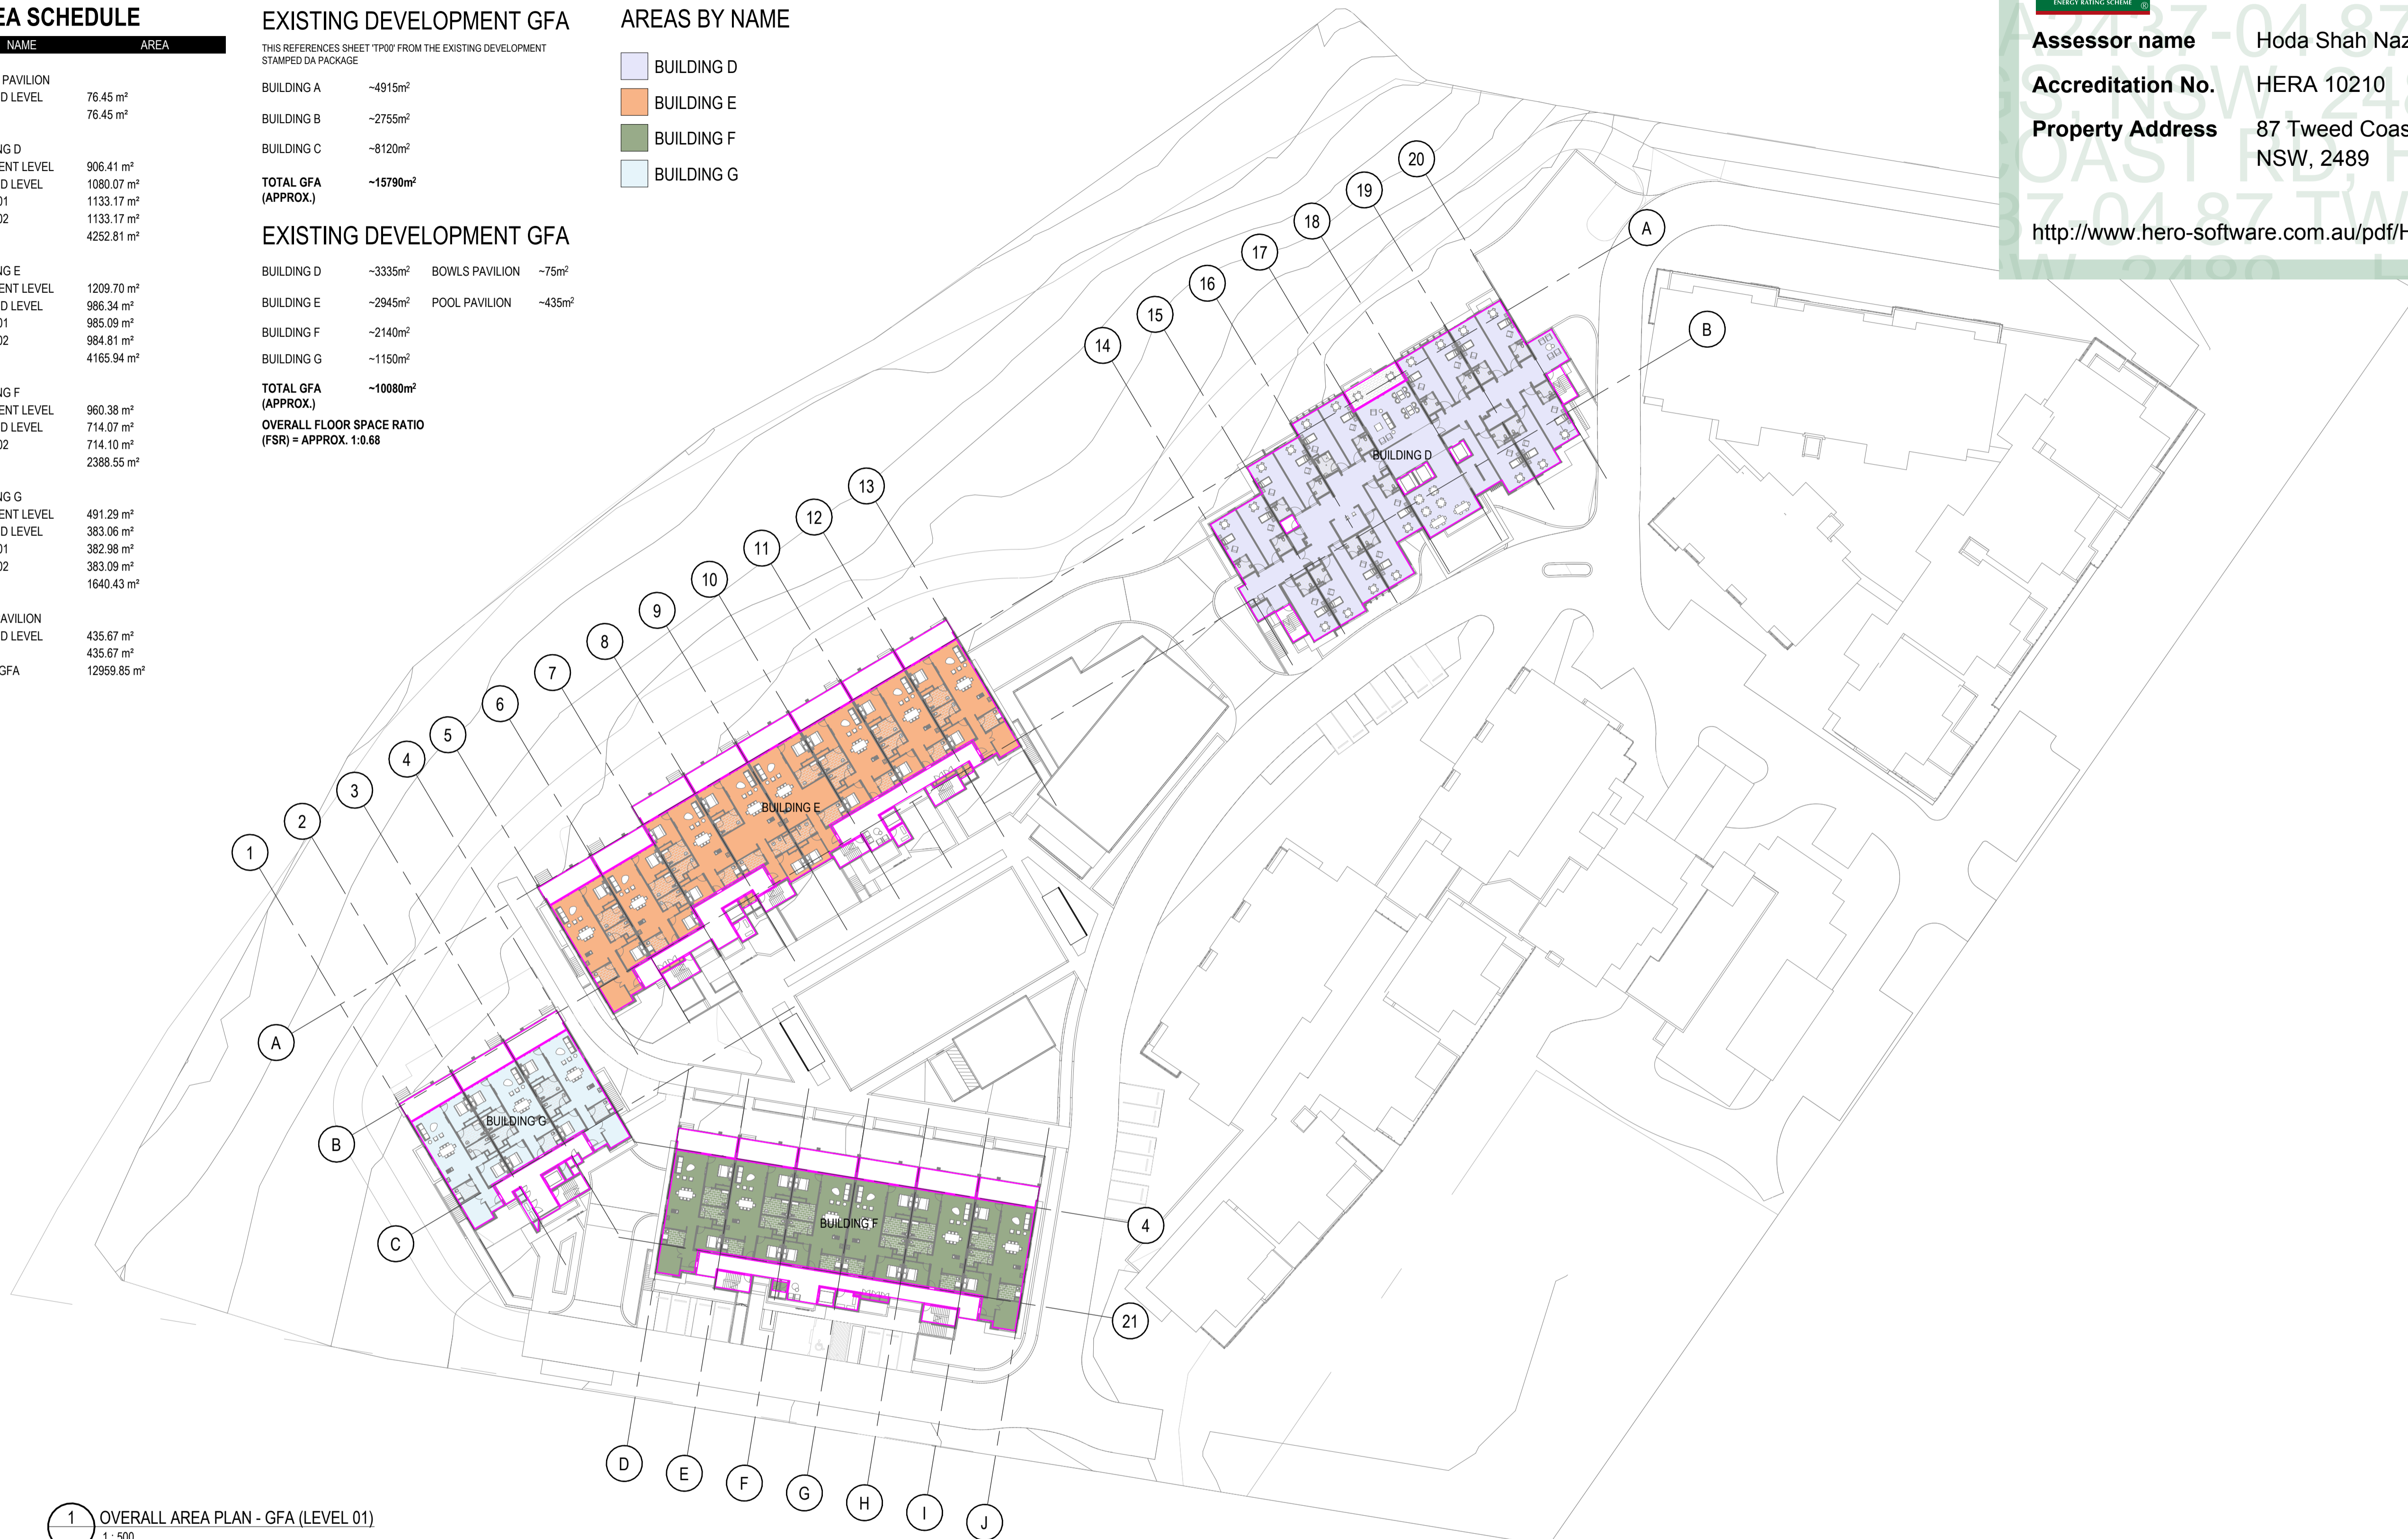 EA SCHEDULE
NAME AREA
PAVILION
D LEVEL 76.45 m²
76.45 m²
NG D
ENT LEVEL 906.41 m²
D LEVEL 1080.07 m²
01 1133.17 m²
02 1133.17 m²
4252.81 m²
NG E
ENT LEVEL 1209.70 m²
D LEVEL 986.34 m²
01 985.09 m²
02 984.81 m²
4165.94 m²
NG F
ENT LEVEL 960.38 m²
D LEVEL 714.07 m²
02 714.10 m²
2388.55 m²
NG G
ENT LEVEL 491.29 m²
D LEVEL 383.06 m²
01 382.98 m²
02 383.09 m²
1640.43 m²
AVILION
D LEVEL 435.67 m²
435.67 m²
GFA 12959.85 m²
EXISTING DEVELOPMENT GFA
THIS REFERENCES SHEET 'TP00' FROM THE EXISTING DEVELOPMENT
STAMPED DA PACKAGE
BUILDING A ~4915m²
BUILDING B ~2755m²
BUILDING C ~8120m²
TOTAL GFA ~15790m²
(APPROX.)
EXISTING DEVELOPMENT GFA
BUILDING D ~3335m² BOWLS PAVILION ~75m²
BUILDING E ~2945m² POOL PAVILION ~435m²
BUILDING F ~2140m²
BUILDING G ~1150m²
TOTAL GFA ~10080m²
(APPROX.)
OVERALL FLOOR SPACE RATIO
(FSR) = APPROX. 1:0.68
AREAS BY NAME
BUILDING D
BUILDING E
BUILDING F
BUILDING G
ENERGY RATING SCHEME ®
Assessor name Hoda Shah Naz
Accreditation No. HERA 10210
Property Address 87 Tweed Coas
NSW, 2489
http://www.hero-software.com.au/pdf/H
20
19
18
17
16
15
14
A
B
BUILDING D
13
12
11
10
9
8
7
6
5
4
3
2
1
BUILDING E
A
B
C
BUILDING G
BUILDING F
4
21
D
E
F
G
H
I
J
1 OVERALL AREA PLAN - GFA (LEVEL 01)
1 : 500